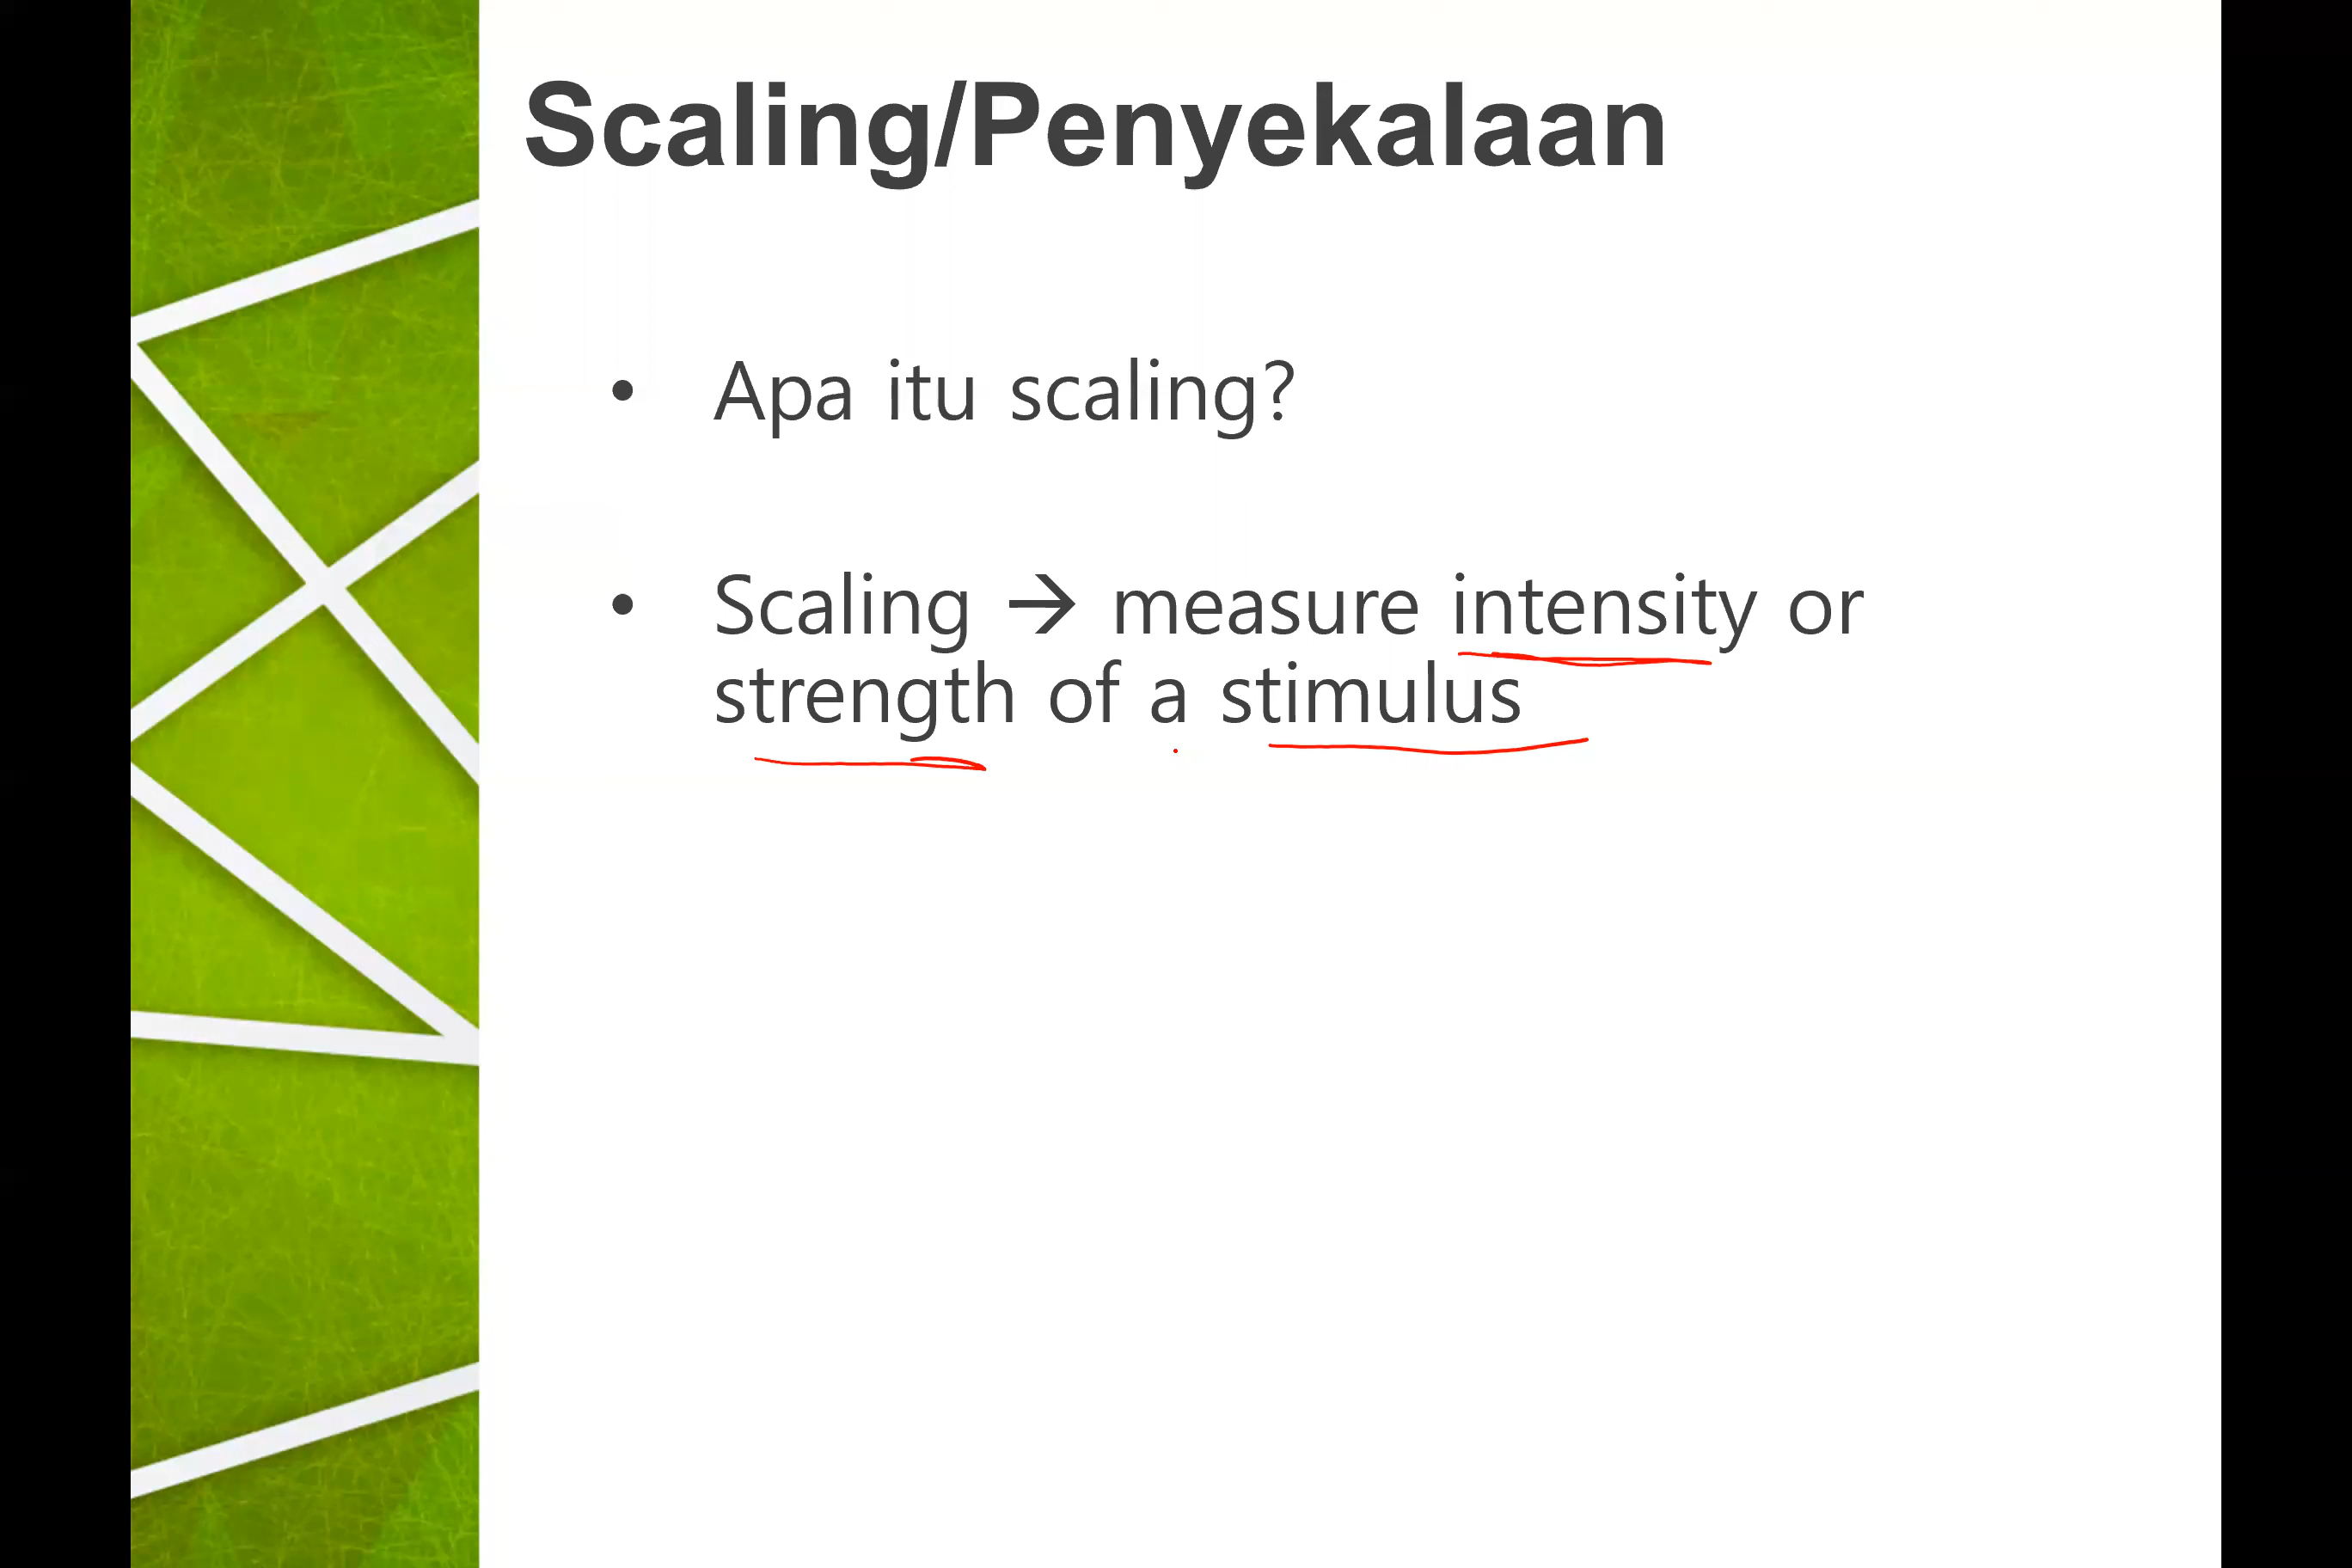 Scaling/Penyekalaan
• Apa itu scaling?
• Scaling → measure intensity or
strength of a stimulus